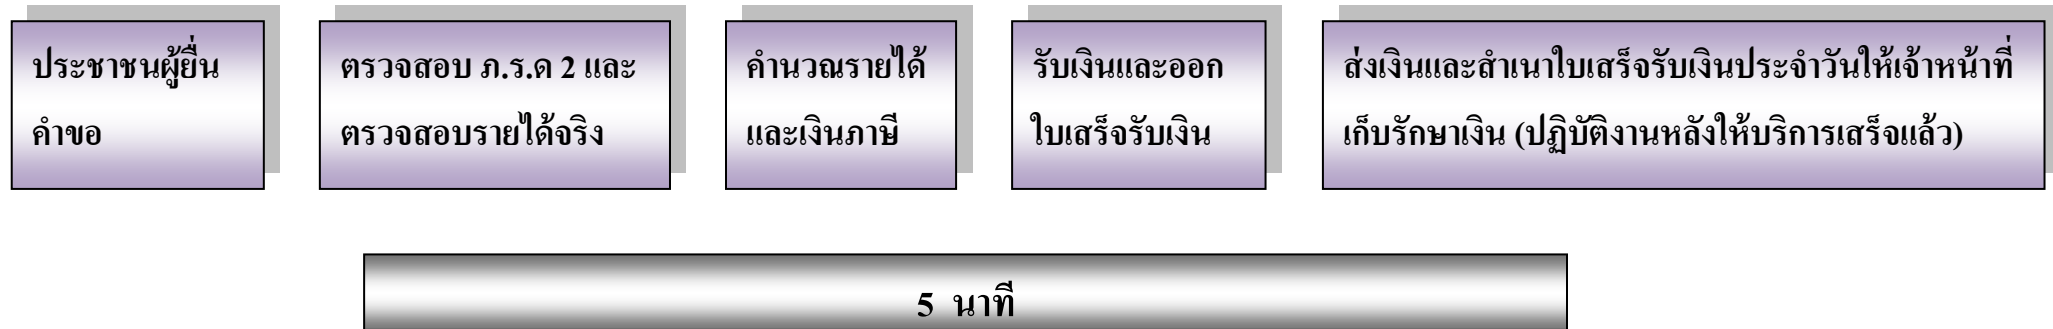 ประชาชนผู้ยื่น
คำขอ
ตรวจสอบ ภ.ร.ด 2 และ
ตรวจสอบรายได้จริง
คำนวณรายได้
และเงินภาษี
รับเงินและออก
ใบเสร็จรับเงิน
ส่งเงินและสำเนาใบเสร็จรับเงินประจำวันให้เจ้าหน้าที่
เก็บรักษาเงิน (ปฏิบัติงานหลังให้บริการเสร็จแล้ว)
5 นาที